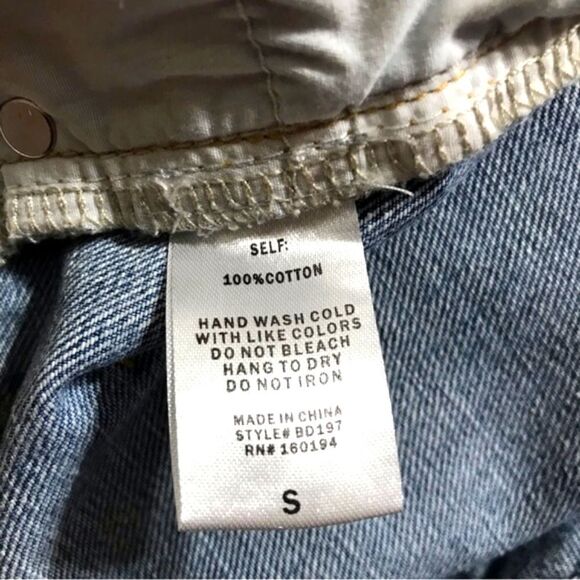 SELF:
100%COTTON
HAND WASH COLD
WITH LIKE COLORS
DO NOT BLEACH
HANG TO DRY
DO NOT IRON
MADE IN CHINA
STYLE# BD197
RN# 160194
S